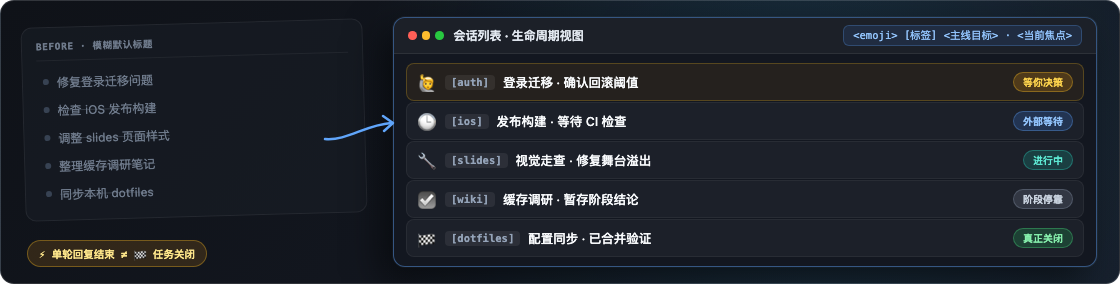 BEFORE · 模糊默认标题
修复登录迁移问题
检查 iOS 发布构建
调整 slides 页面样式
整理缓存调研笔记
同步本机 dotfiles
⚡ 单轮回复结束 ≠ 🏁 任务关闭
会话列表 · 生命周期视图
<emoji> [标签] <主线目标> · <当前焦点>
🙋 [auth] 登录迁移 · 确认回滚阈值 等你决策
🕒 [ios] 发布构建 · 等待 CI 检查 外部等待
🔧 [slides] 视觉走查 · 修复舞台溢出 进行中
☑️ [wiki] 缓存调研 · 暂存阶段结论 阶段停靠
🏁 [dotfiles] 配置同步 · 已合并验证 真正关闭